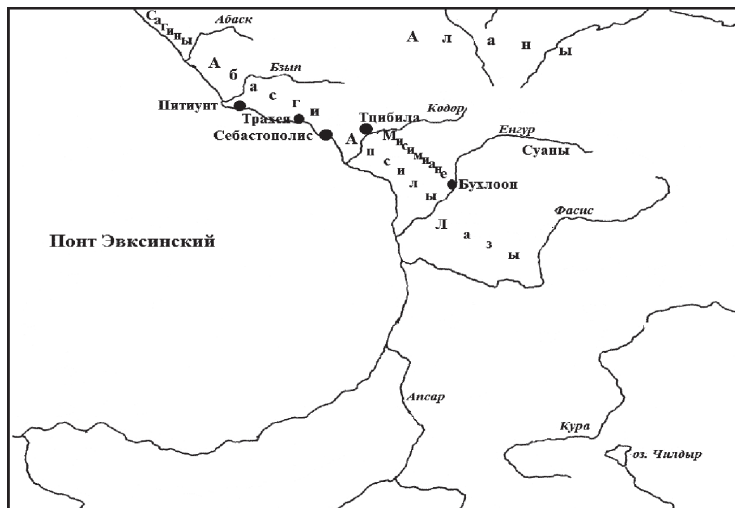 Сагины
Абаск
Аланы
Абасги
Бзып
Питиунт
Трахея
Себастополис
Тцибила
Кодор
Апсилы
Мисимиане
Енгур
Суаны
Бухлоон
Фасис
Лазы
Понт Эвксинский
Апсар
Кура
оз. Чилдыр